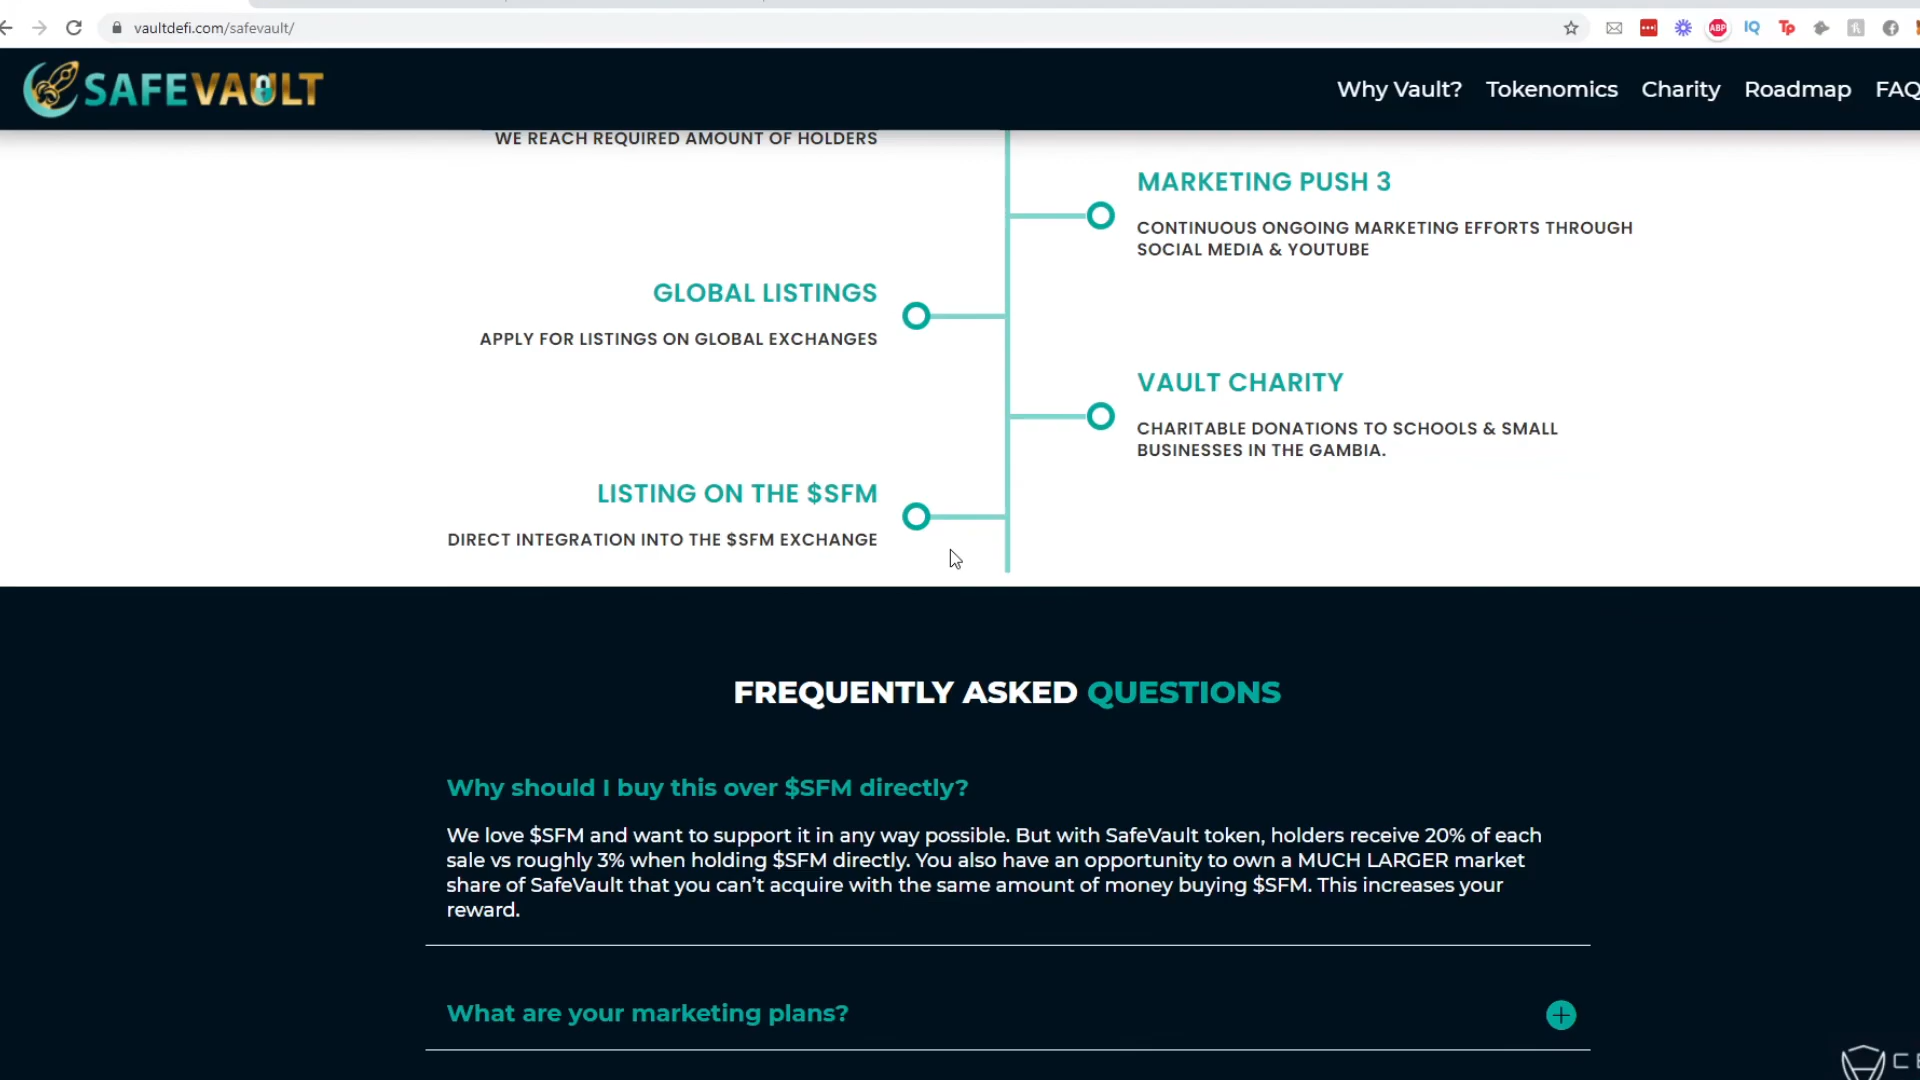 vaultdefi.com/safevault/
ABP
IQ
Tp
SAFEVAULT
Why Vault?
Tokenomics
Charity
Roadmap
FAQ
WE REACH REQUIRED AMOUNT OF HOLDERS
MARKETING PUSH 3
CONTINUOUS ONGOING MARKETING EFFORTS THROUGH
SOCIAL MEDIA & YOUTUBE
GLOBAL LISTINGS
APPLY FOR LISTINGS ON GLOBAL EXCHANGES
VAULT CHARITY
CHARITABLE DONATIONS TO SCHOOLS & SMALL
BUSINESSES IN THE GAMBIA.
LISTING ON THE $SFM
DIRECT INTEGRATION INTO THE $SFM EXCHANGE
FREQUENTLY ASKED QUESTIONS
Why should I buy this over $SFM directly?
We love $SFM and want to support it in any way possible. But with SafeVault token, holders receive 20% of each
sale vs roughly 3% when holding $SFM directly. You also have an opportunity to own a MUCH LARGER market
share of SafeVault that you can't acquire with the same amount of money buying $SFM. This increases your
reward.
What are your marketing plans?